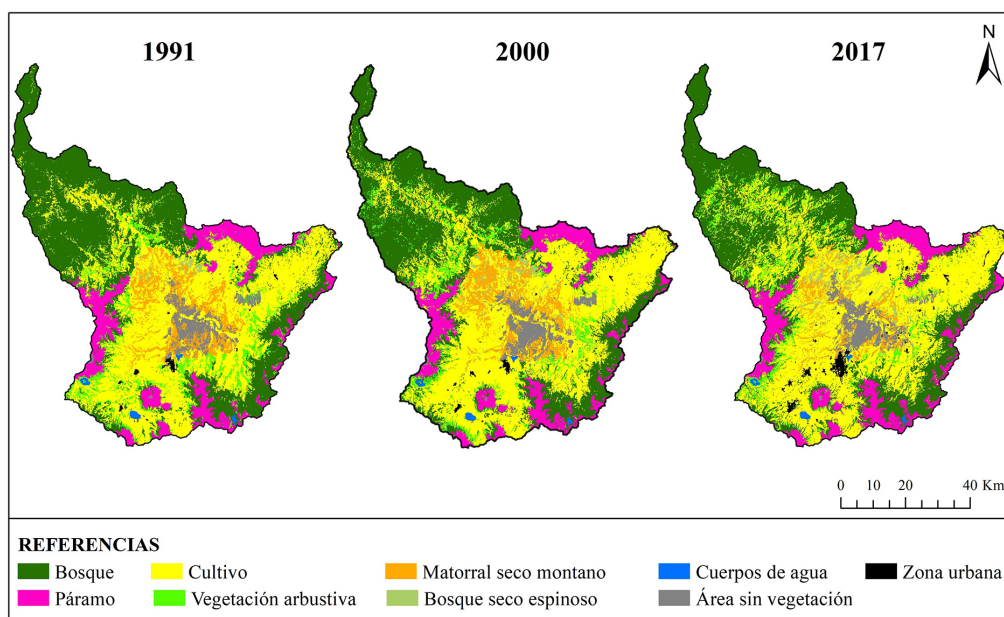 1991
2000
2017
N
0 10 20 40 Km
REFERENCIAS
Bosque Cultivo Matorral seco montano Cuerpos de agua Zona urbana
Páramo Vegetación arbustiva Bosque seco espinoso Área sin vegetación